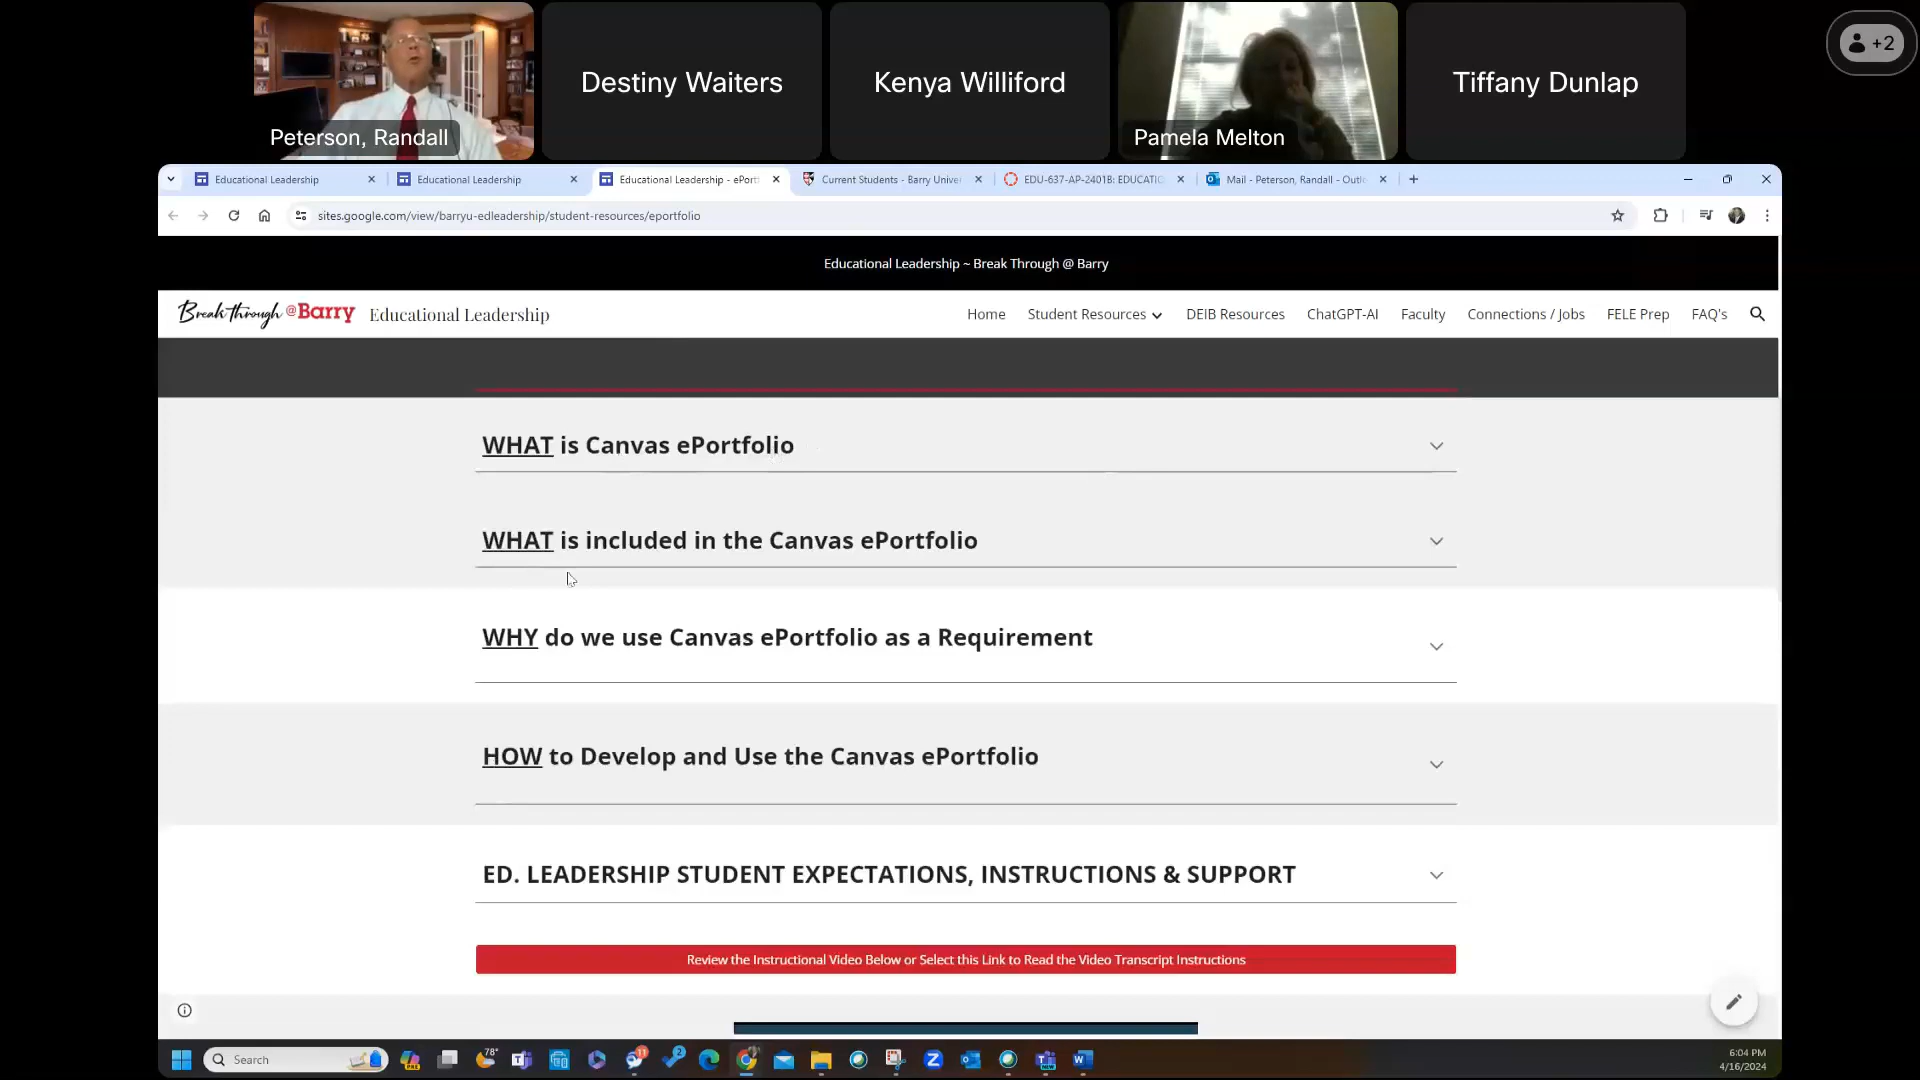 Peterson, Randall
Destiny Waiters
Kenya Williford
Pamela Melton
Tiffany Dunlap
+2
Educational Leadership
Educational Leadership
Educational Leadership - ePort
Current Students - Barry Unive
EDU-637-AP-2401B: EDUCATIO
Mail - Peterson, Randall - Outl
sites.google.com/view/barryu-edleadership/student-resources/eportfolio
Educational Leadership ~ Break Through @ Barry
Break through @Barry Educational Leadership
Home Student Resources DEIB Resources ChatGPT-AI Faculty Connections / Jobs FELE Prep FAQ's
WHAT is Canvas ePortfolio
WHAT is included in the Canvas ePortfolio
WHY do we use Canvas ePortfolio as a Requirement
HOW to Develop and Use the Canvas ePortfolio
ED. LEADERSHIP STUDENT EXPECTATIONS, INSTRUCTIONS & SUPPORT
Review the Instructional Video Below or Select this Link to Read the Video Transcript Instructions
Search
78°
6:04 PM
4/16/2024